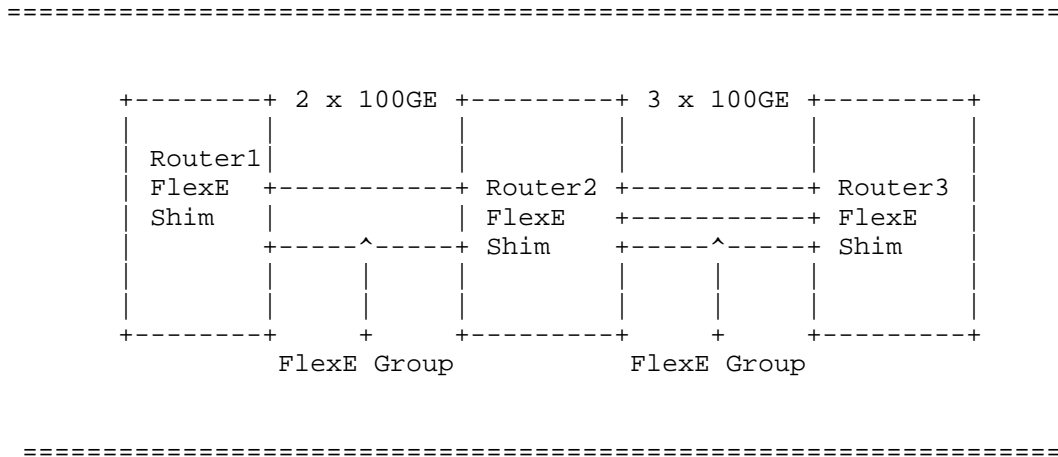 2 x 100GE 3 x 100GE
Router1
FlexE Router2 Router3
Shim FlexE FlexE
Shim Shim
FlexE Group FlexE Group